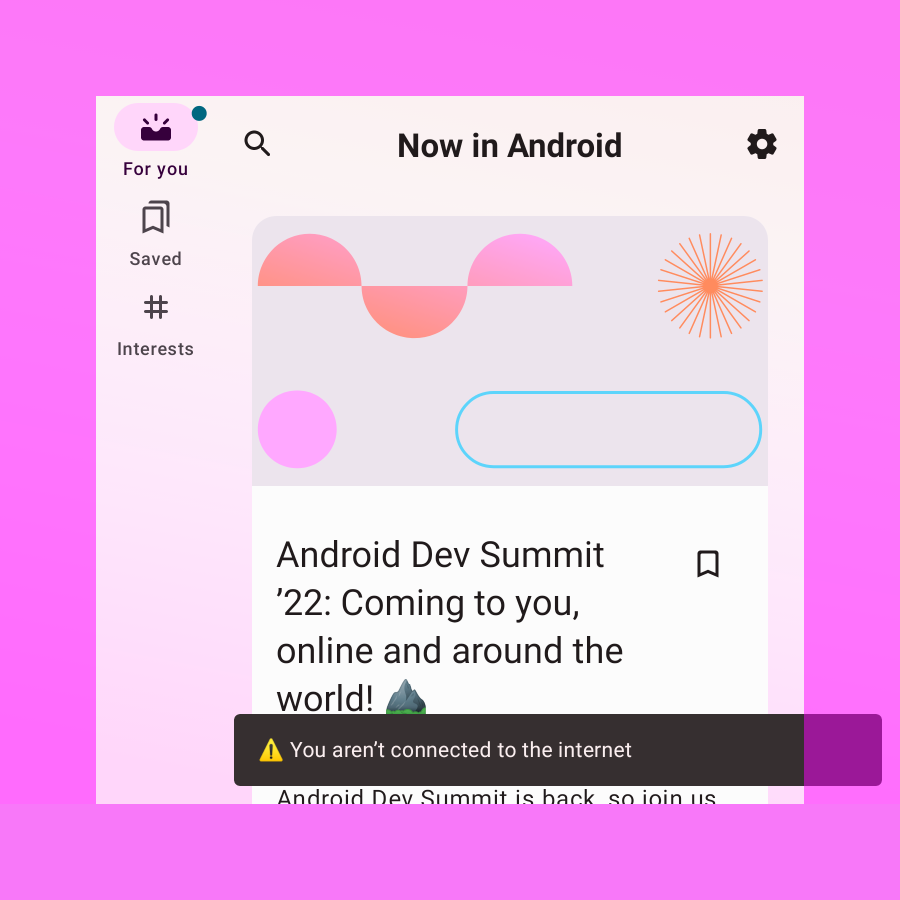 For you
Saved
Interests
Now in Android
Android Dev Summit
’22: Coming to you,
online and around the
world! ⛰️
⚠️ You aren’t connected to the internet
Android Dev Summit is back, so join us